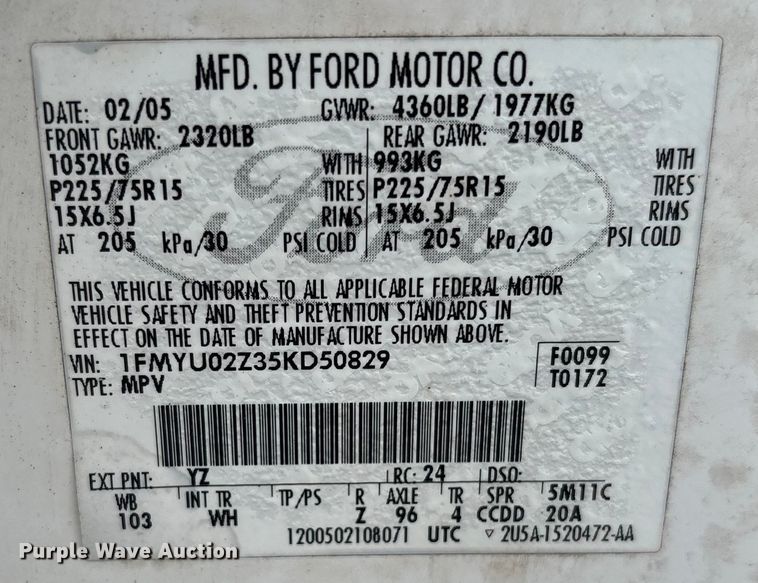 MFD. BY FORD MOTOR CO.
DATE: 02/05 GVWR: 4360LB/ 1977KG
FRONT GAWR: 2320LB REAR GAWR: 2190LB
1052KG WITH 993KG WITH
P225/75R15 TIRES P225/75R15 TIRES
15X6.5J RIMS 15X6.5J RIMS
AT 205 kPa/30 PSI COLD AT 205 kPa/30 PSI COLD
Ford
THIS VEHICLE CONFORMS TO ALL APPLICABLE FEDERAL MOTOR
VEHICLE SAFETY AND THEFT PREVENTION STANDARDS IN
EFFECT ON THE DATE OF MANUFACTURE SHOWN ABOVE.
VIN: 1FMYU02Z35KD50829 F0099
TYPE: MPV T0172
EXT PNT: YZ RC: 24 DSO:
WB INT TR TP/PS R AXLE TR SPR 5M11C
103 WH Z 96 4 CCDD 20A
1200502108071 UTC ▽ 2U5A-1520472-AA
Purple Wave Auction